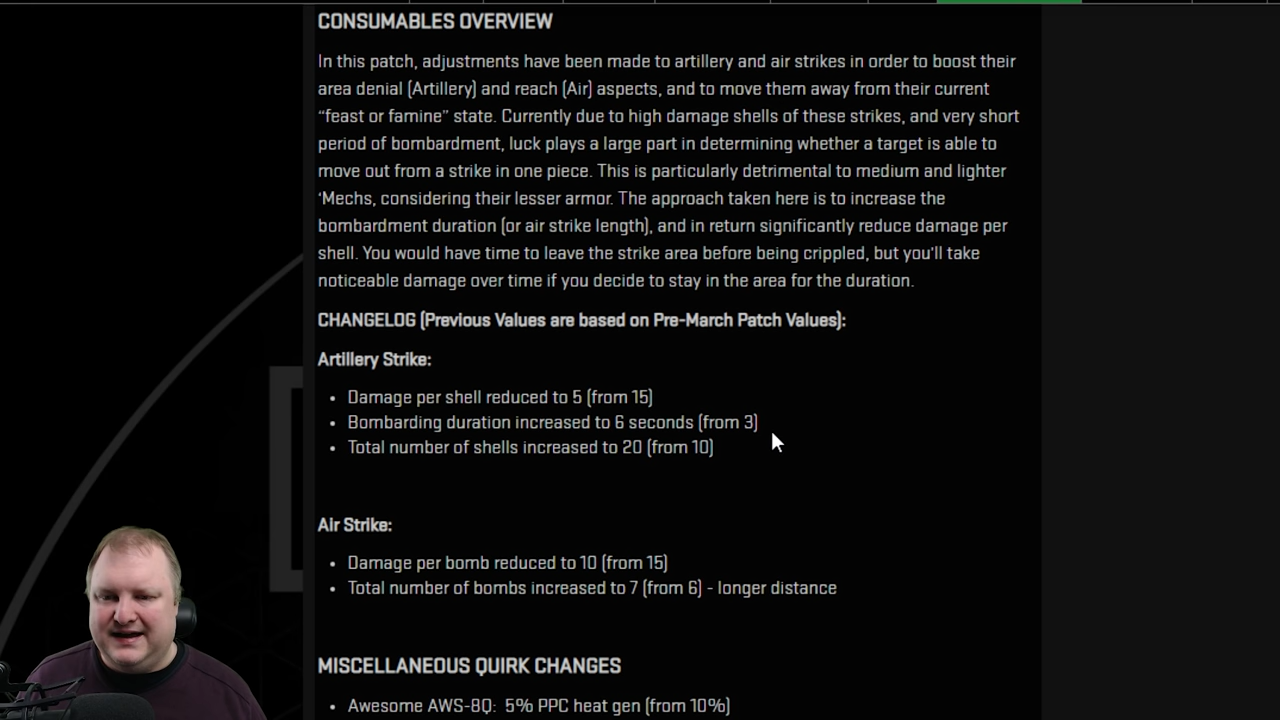 CONSUMABLES OVERVIEW
In this patch, adjustments have been made to artillery and air strikes in order to boost their
area denial (Artillery) and reach (Air) aspects, and to move them away from their current
“feast or famine” state. Currently due to high damage shells of these strikes, and very short
period of bombardment, luck plays a large part in determining whether a target is able to
move out from a strike in one piece. This is particularly detrimental to medium and lighter
‘Mechs, considering their lesser armor. The approach taken here is to increase the
bombardment duration (or air strike length), and in return significantly reduce damage per
shell. You would have time to leave the strike area before being crippled, but you’ll take
noticeable damage over time if you decide to stay in the area for the duration.
CHANGELOG (Previous Values are based on Pre-March Patch Values):
Artillery Strike:
• Damage per shell reduced to 5 (from 15)
• Bombarding duration increased to 6 seconds (from 3)
• Total number of shells increased to 20 (from 10)
Air Strike:
• Damage per bomb reduced to 10 (from 15)
• Total number of bombs increased to 7 (from 6) - longer distance
MISCELLANEOUS QUIRK CHANGES
• Awesome AWS-8Q: 5% PPC heat gen (from 10%)